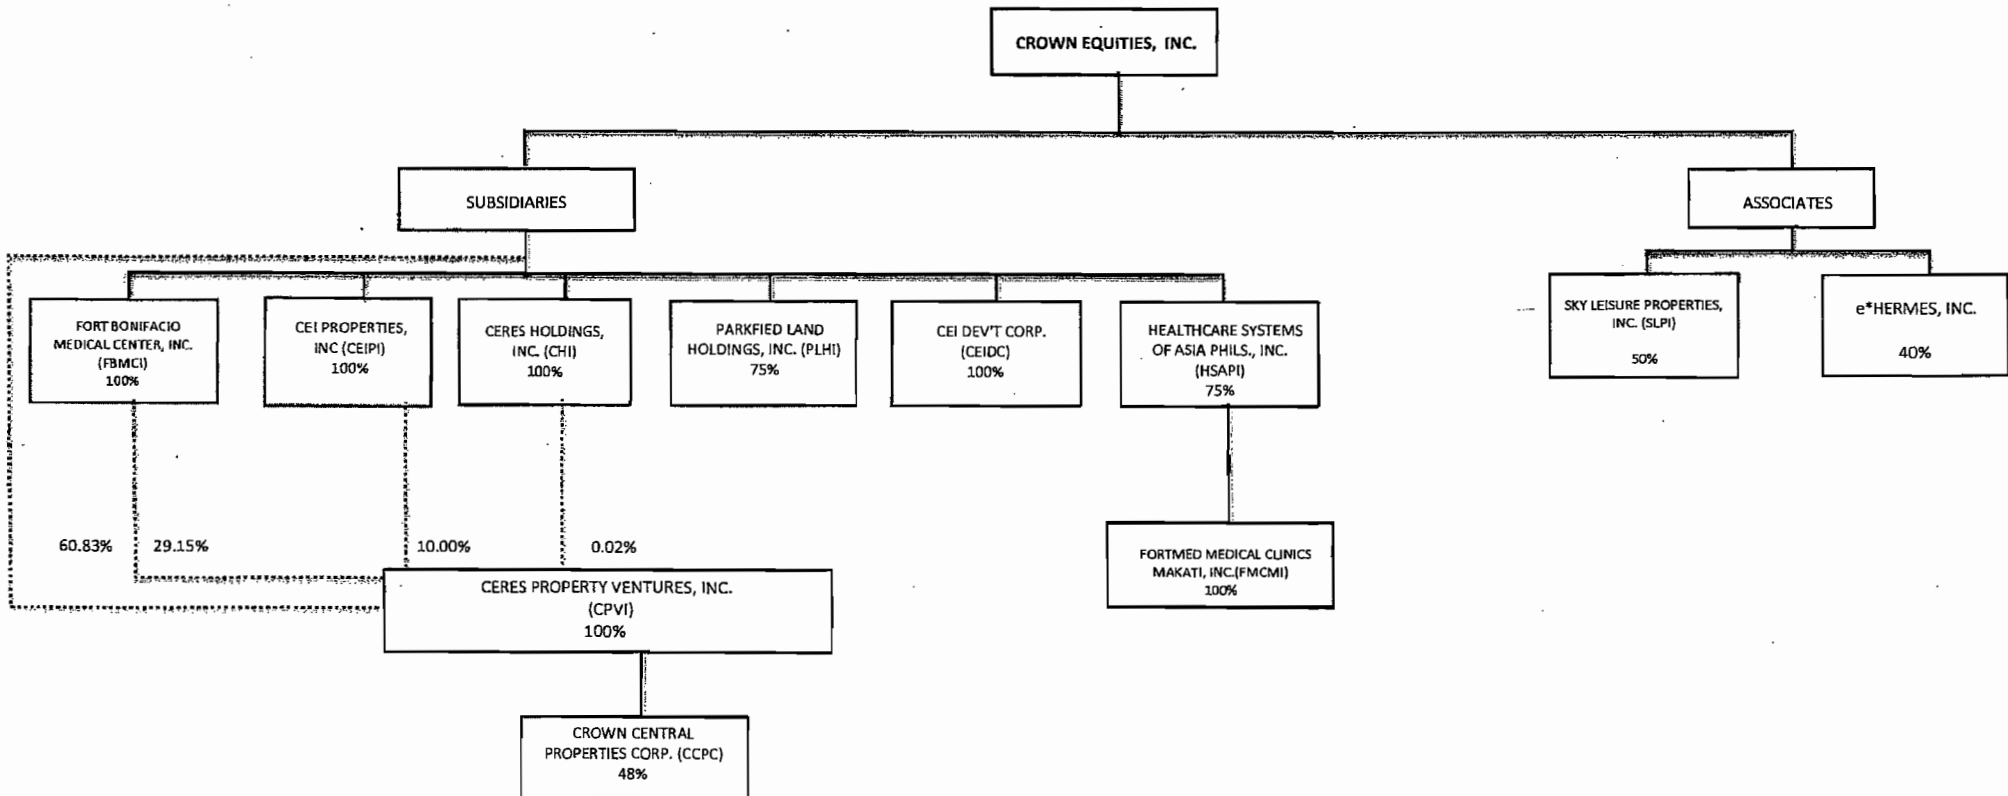 CROWN EQUITIES, INC.
SUBSIDIARIES
ASSOCIATES
FORT BONIFACIO
MEDICAL CENTER, INC.
(FBMCI)
100%
CEI PROPERTIES,
INC (CEIPI)
100%
CERES HOLDINGS,
INC. (CHI)
100%
PARKFIED LAND
HOLDINGS, INC. (PLHI)
75%
CEI DEV'T CORP.
(CEIDC)
100%
HEALTHCARE SYSTEMS
OF ASIA PHILS., INC.
(HSAPI)
75%
SKY LEISURE PROPERTIES,
INC. (SLPI)
50%
e*HERMES, INC.
40%
60.83%
29.15%
10.00%
0.02%
FORTMED MEDICAL CLINICS
MAKATI, INC.(FMCMI)
100%
CERES PROPERTY VENTURES, INC.
(CPVI)
100%
CROWN CENTRAL
PROPERTIES CORP. (CCPC)
48%